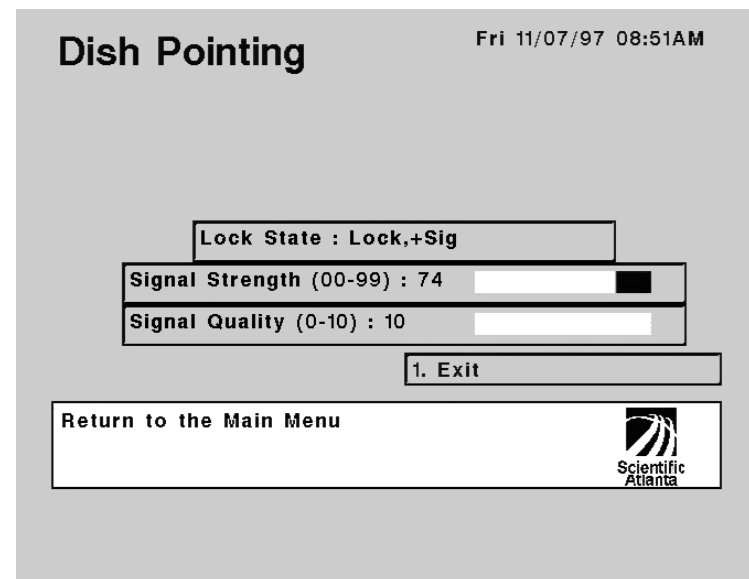 Dish Pointing
Fri 11/07/97 08:51AM
Lock State : Lock,+Sig
Signal Strength (00-99) : 74
Signal Quality (0-10) : 10
1. Exit
Return to the Main Menu
Scientific
Atlanta